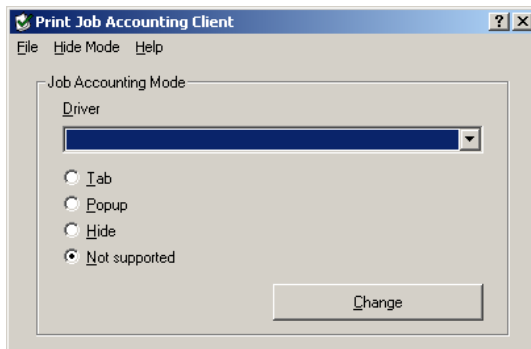 Print Job Accounting Client
File Hide Mode Help
Job Accounting Mode
Driver
Tab
Popup
Hide
Not supported
Change